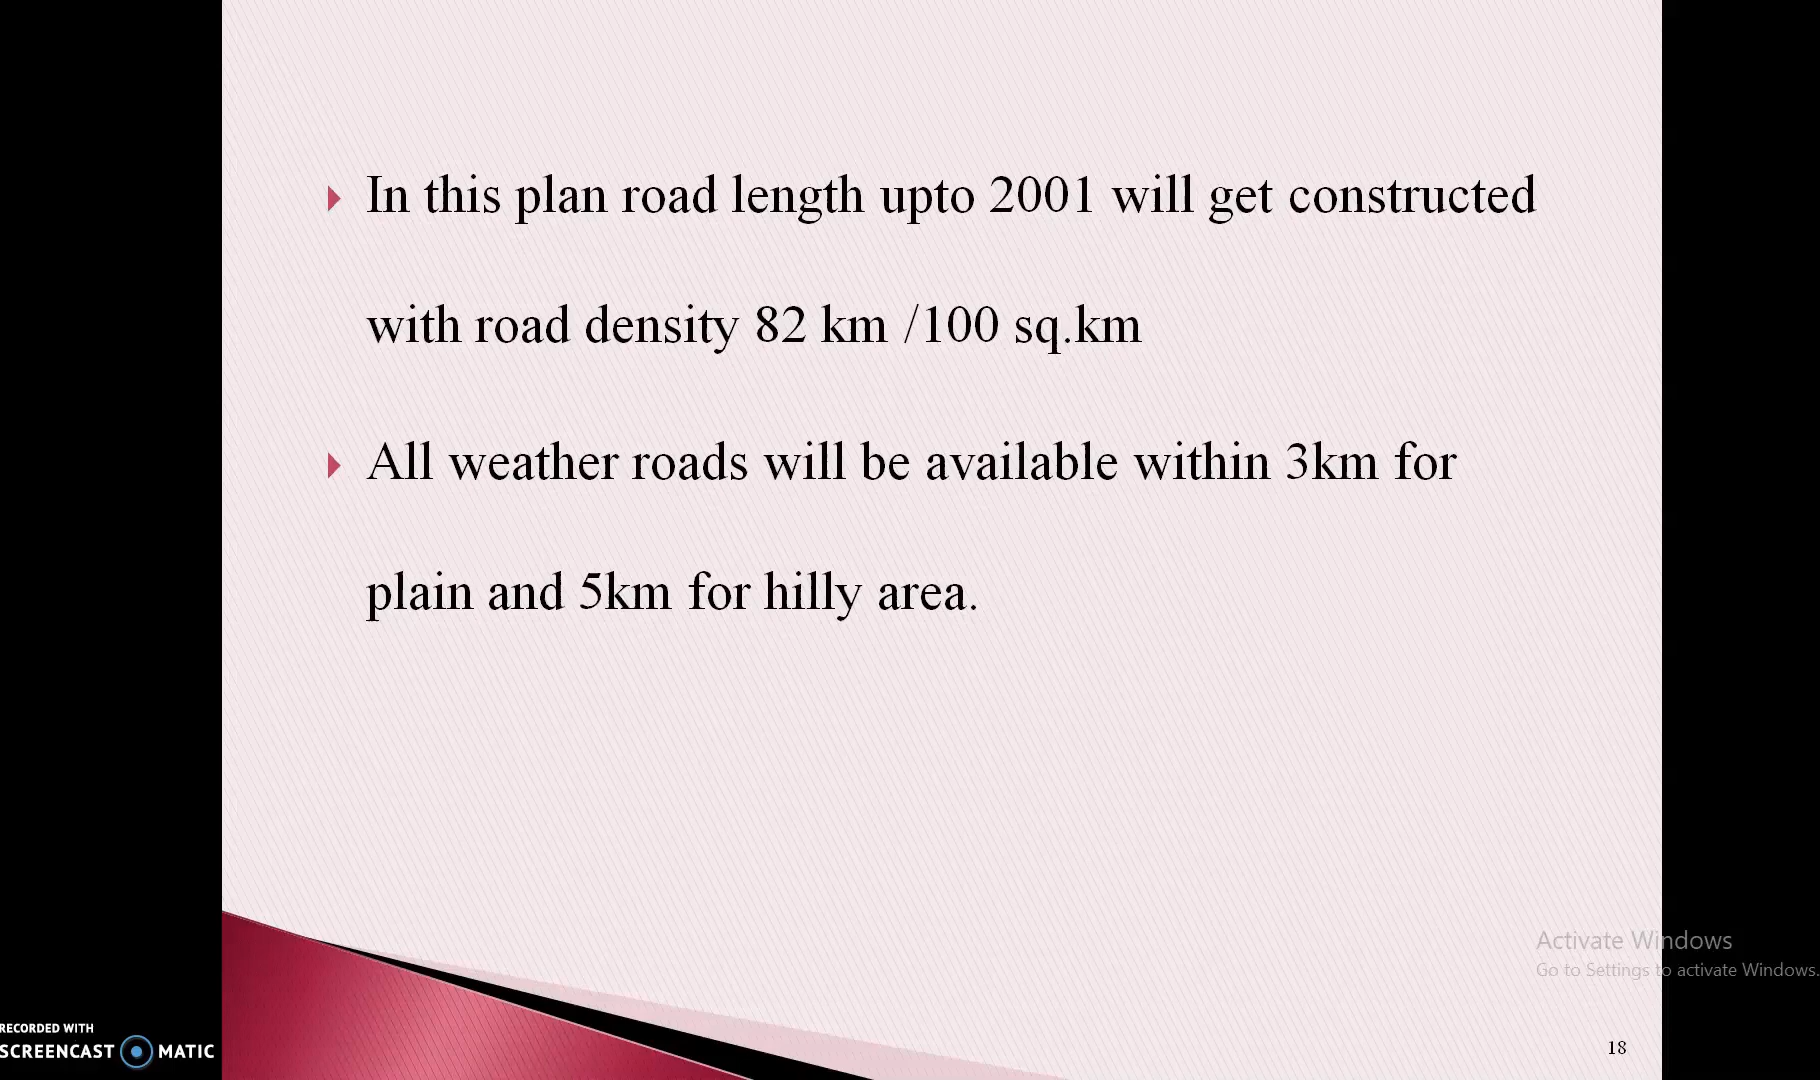 In this plan road length upto 2001 will get constructed
with road density 82 km /100 sq.km
All weather roads will be available within 3km for
plain and 5km for hilly area.
Activate Windows
Go to Settings to activate Windows.
RECORDED WITH
SCREENCAST MATIC
18